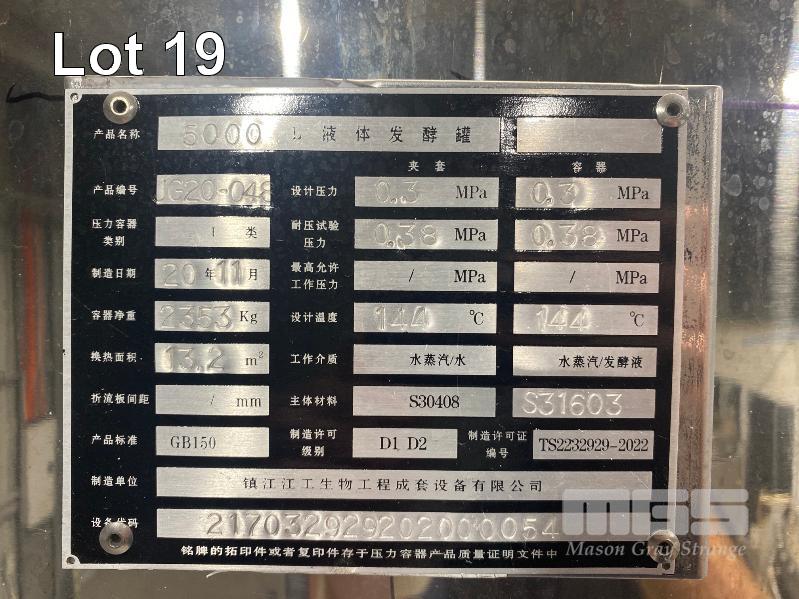 Lot 19
产品名称 5000 L 液体发酵罐
夹套 容器
产品编号 JG20-048 设计压力 0.3 MPa 0.3 MPa
压力容器类别 I 类 耐压试验压力 0.38 MPa 0.38 MPa
制造日期 20年11月 最高允许工作压力 / MPa / MPa
容器净重 2353 Kg 设计温度 144 ℃ 144 ℃
换热面积 13.2 m² 工作介质 水蒸汽/水 水蒸汽/发酵液
折流板间距 / mm 主体材料 S30408 S31603
产品标准 GB150 制造许可级别 D1 D2 制造许可证编号 TS2232929-2022
制造单位 镇江江工生物工程成套设备有限公司
设备代码 217032929202000054
铭牌的拓印件或者复印件存于压力容器产品质量证明文件中
MGS
Mason Gray Strange